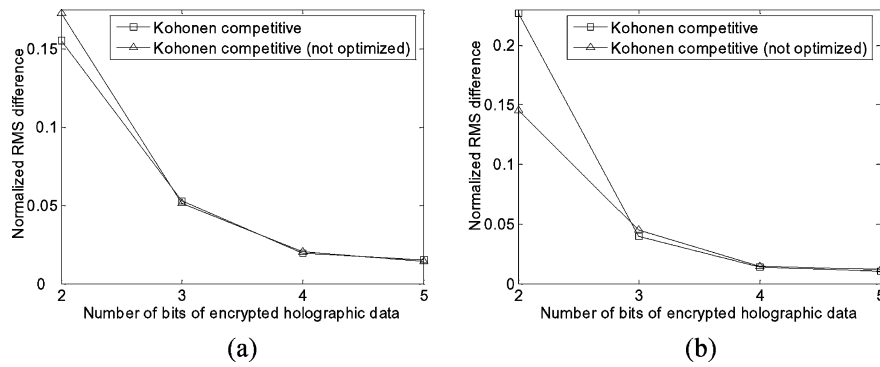 Kohonen competitive
Kohonen competitive (not optimized)
0.15
0.1
0.05
0
Normalized RMS difference
2
3
4
5
Number of bits of encrypted holographic data
(a)
Kohonen competitive
Kohonen competitive (not optimized)
0.2
0.15
0.1
0.05
0
Normalized RMS difference
2
3
4
5
Number of bits of encrypted holographic data
(b)